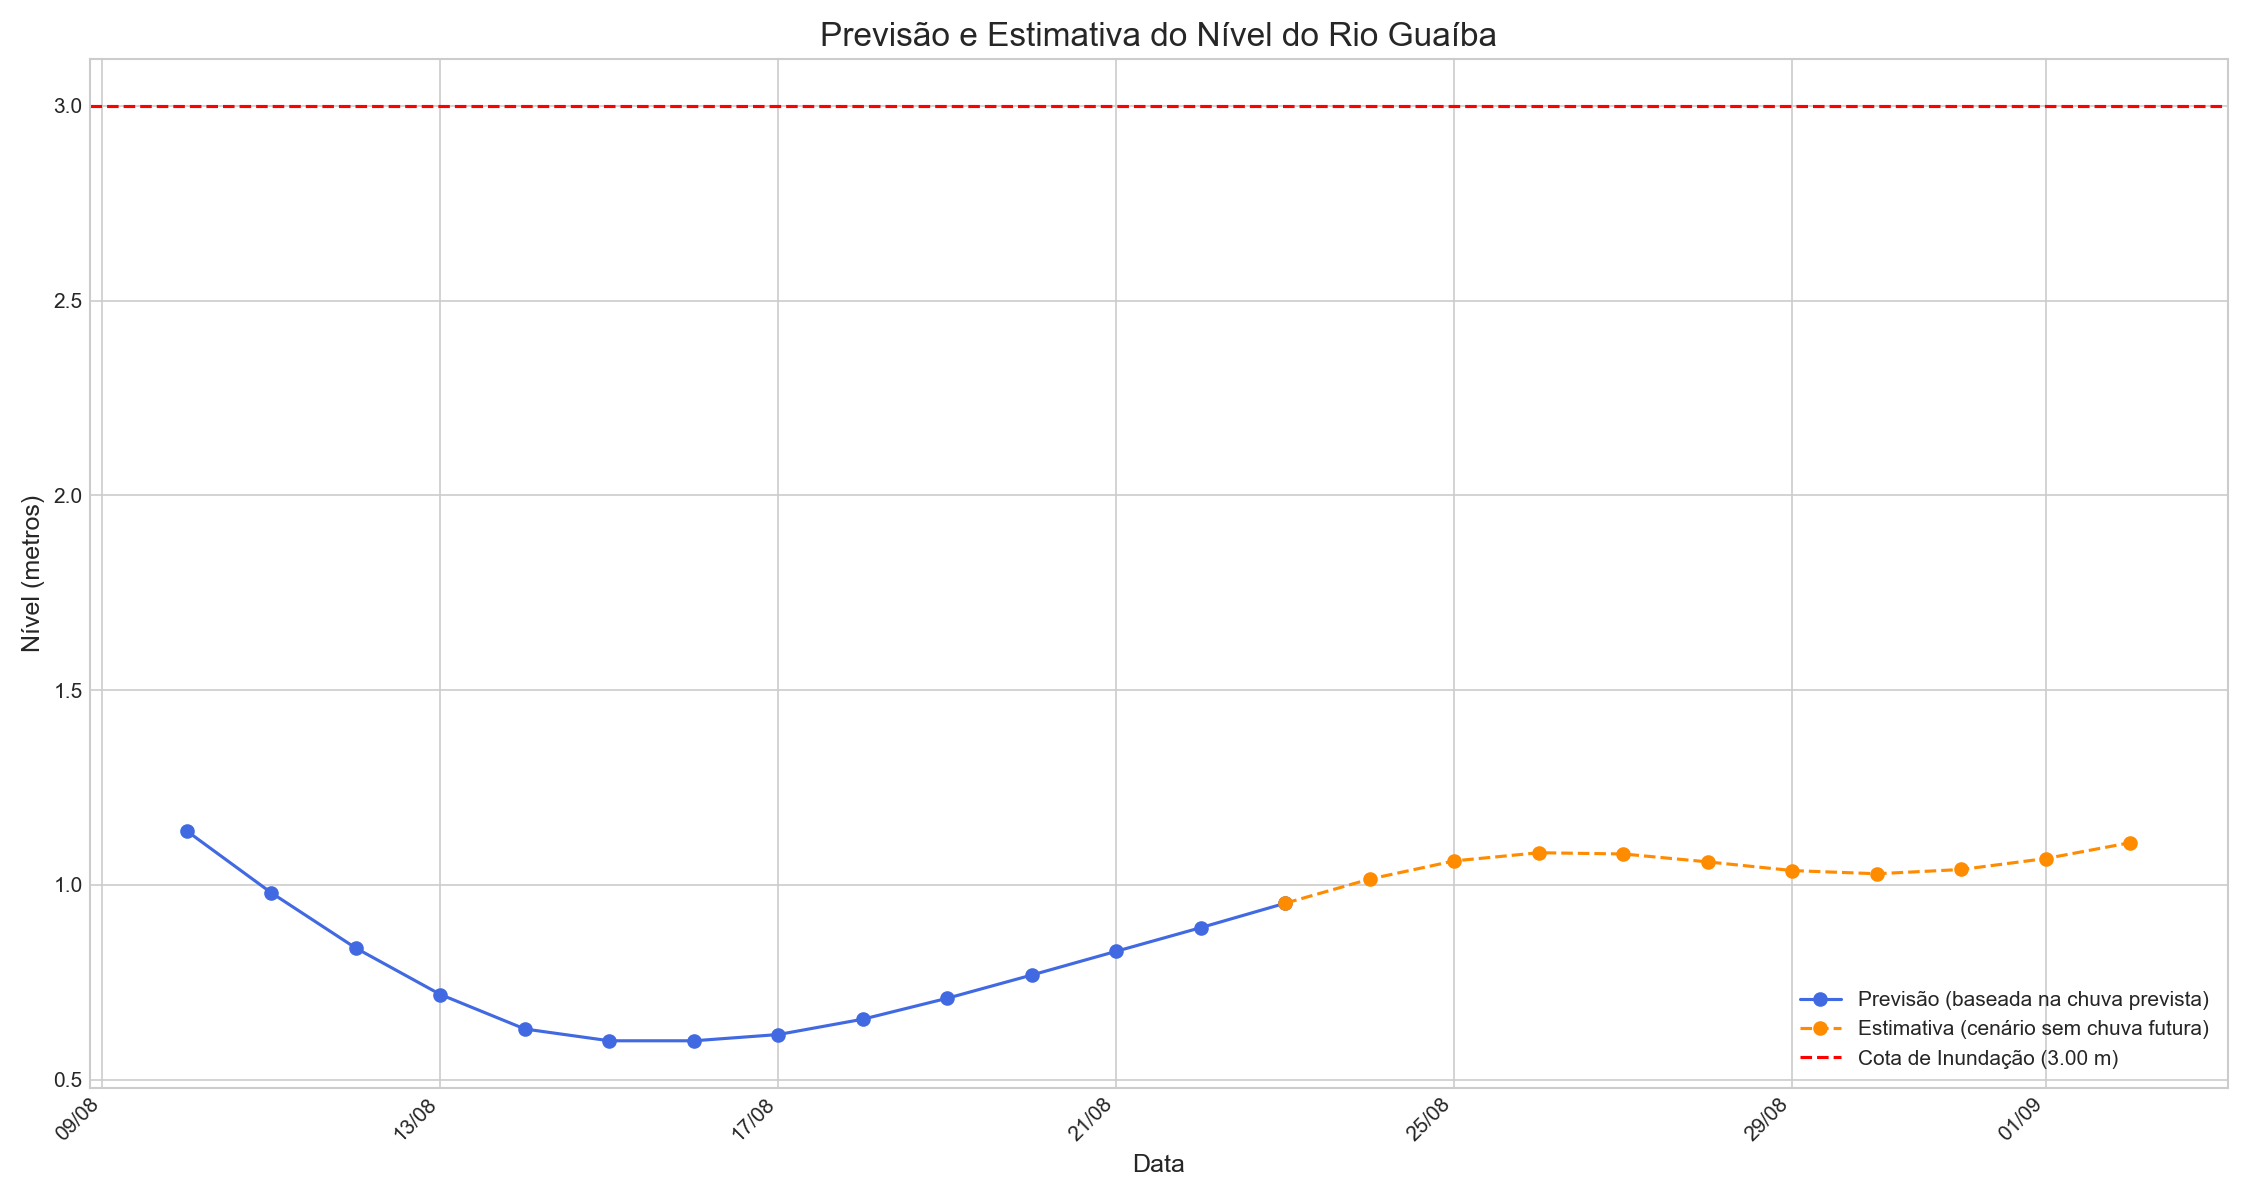 Previsão e Estimativa do Nível do Rio Guaíba
3.0
2.5
2.0
1.5
1.0
0.5
Nível (metros)
09/08
13/08
17/08
21/08
25/08
29/08
01/09
Data
Previsão (baseada na chuva prevista)
Estimativa (cenário sem chuva futura)
Cota de Inundação (3.00 m)